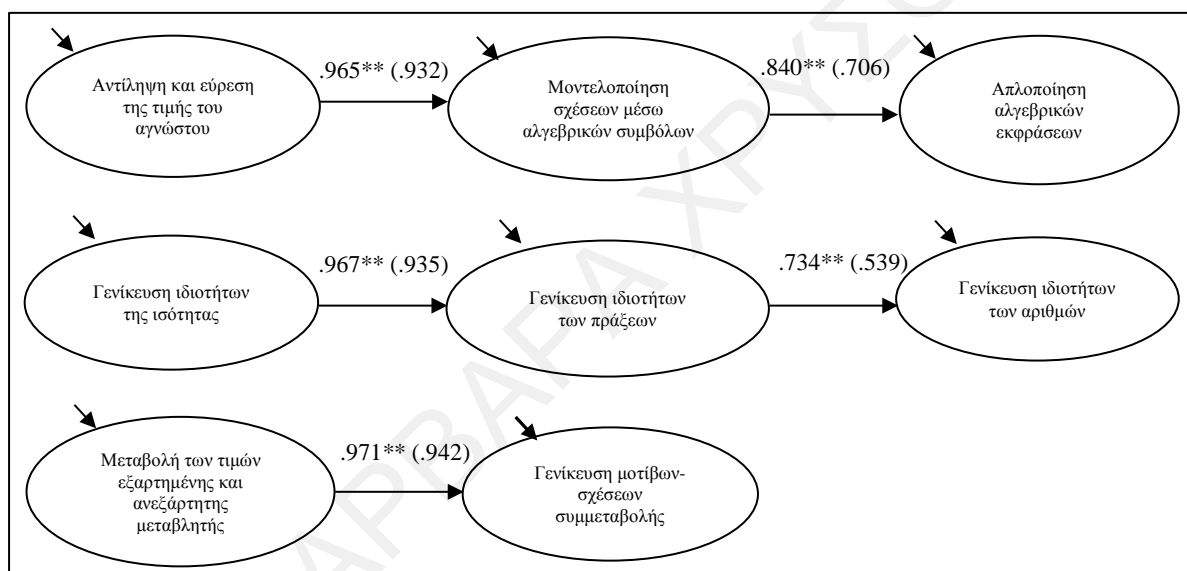 .965** (.932)
.840** (.706)
Αντίληψη και εύρεση
της τιμής του
αγνώστου
Μοντελοποίηση
σχέσεων μέσω
αλγεβρικών συμβόλων
Απλοποίηση
αλγεβρικών
εκφράσεων
.967** (.935)
.734** (.539)
Γενίκευση ιδιοτήτων
της ισότητας
Γενίκευση ιδιοτήτων
των πράξεων
Γενίκευση ιδιοτήτων
των αριθμών
.971** (.942)
Μεταβολή των τιμών
εξαρτημένης και
ανεξάρτητης
μεταβλητής
Γενίκευση μοτίβων-
σχέσεων
συμμεταβολής